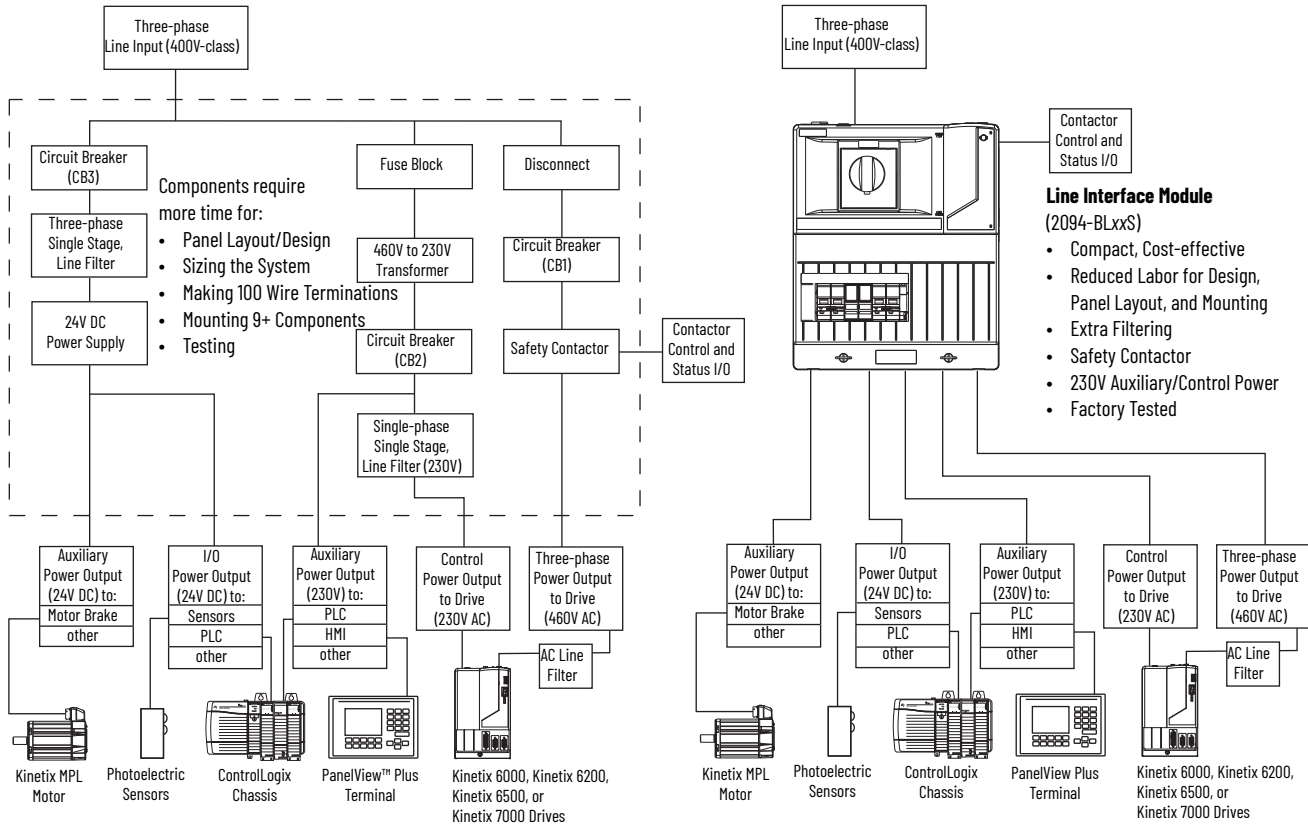 Three-phase
Line Input (400V-class)
Circuit Breaker
(CB3)
Three-phase
Single Stage,
Line Filter
24V DC
Power Supply
Components require
more time for:
• Panel Layout/Design
• Sizing the System
• Making 100 Wire Terminations
• Mounting 9+ Components
• Testing
Fuse Block
460V to 230V
Transformer
Circuit Breaker
(CB2)
Single-phase
Single Stage,
Line Filter (230V)
Disconnect
Circuit Breaker
(CB1)
Safety Contactor
Contactor
Control and
Status I/O
Auxiliary
Power Output
(24V DC) to:
Motor Brake
other
I/O
Power Output
(24V DC) to:
Sensors
PLC
other
Auxiliary
Power Output
(230V) to:
PLC
HMI
other
Control
Power Output
to Drive
(230V AC)
Three-phase
Power Output
to Drive
(460V AC)
AC Line
Filter
Kinetix MPL
Motor
Photoelectric
Sensors
ControlLogix
Chassis
PanelView™ Plus
Terminal
Kinetix 6000, Kinetix 6200,
Kinetix 6500, or
Kinetix 7000 Drives
Three-phase
Line Input (400V-class)
Contactor
Control and
Status I/O
Line Interface Module
(2094-BLxxS)
• Compact, Cost-effective
• Reduced Labor for Design,
Panel Layout, and Mounting
• Extra Filtering
• Safety Contactor
• 230V Auxiliary/Control Power
• Factory Tested
Auxiliary
Power Output
(24V DC) to:
Motor Brake
other
I/O
Power Output
(24V DC) to:
Sensors
PLC
other
Auxiliary
Power Output
(230V) to:
PLC
HMI
other
Control
Power Output
to Drive
(230V AC)
Three-phase
Power Output
to Drive
(460V AC)
AC Line
Filter
Kinetix MPL
Motor
Photoelectric
Sensors
ControlLogix
Chassis
PanelView Plus
Terminal
Kinetix 6000, Kinetix 6200,
Kinetix 6500, or
Kinetix 7000 Drives